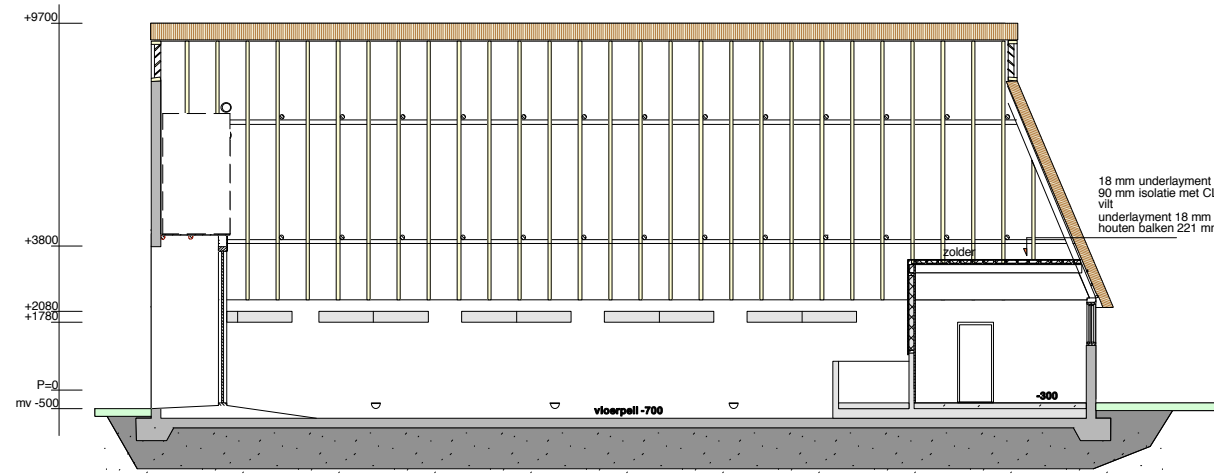 +9700
18 mm underlayment
90 mm isolatie met
vilt
underlayment 18 mm
houten balken 221
+3800
zolder
+2080
+1780
P=0
mv -500
-300
vloerpeil -700